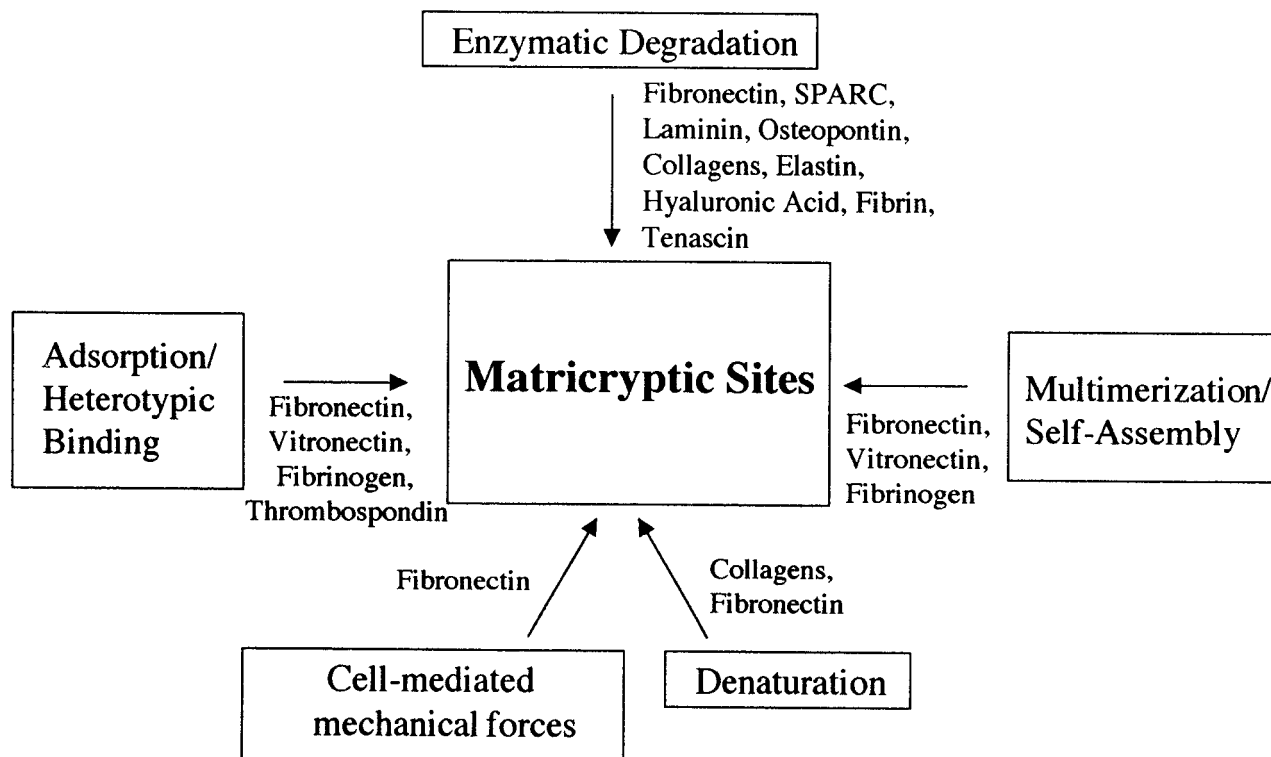 Enzymatic Degradation
Fibronectin, SPARC,
Laminin, Osteopontin,
Collagens, Elastin,
Hyaluronic Acid, Fibrin,
Tenascin
Adsorption/
Heterotypic
Binding
Fibronectin,
Vitronectin,
Fibrinogen,
Thrombospondin
Matricryptic Sites
Fibronectin,
Vitronectin,
Fibrinogen
Multimerization/
Self-Assembly
Fibronectin
Cell-mediated
mechanical forces
Collagens,
Fibronectin
Denaturation